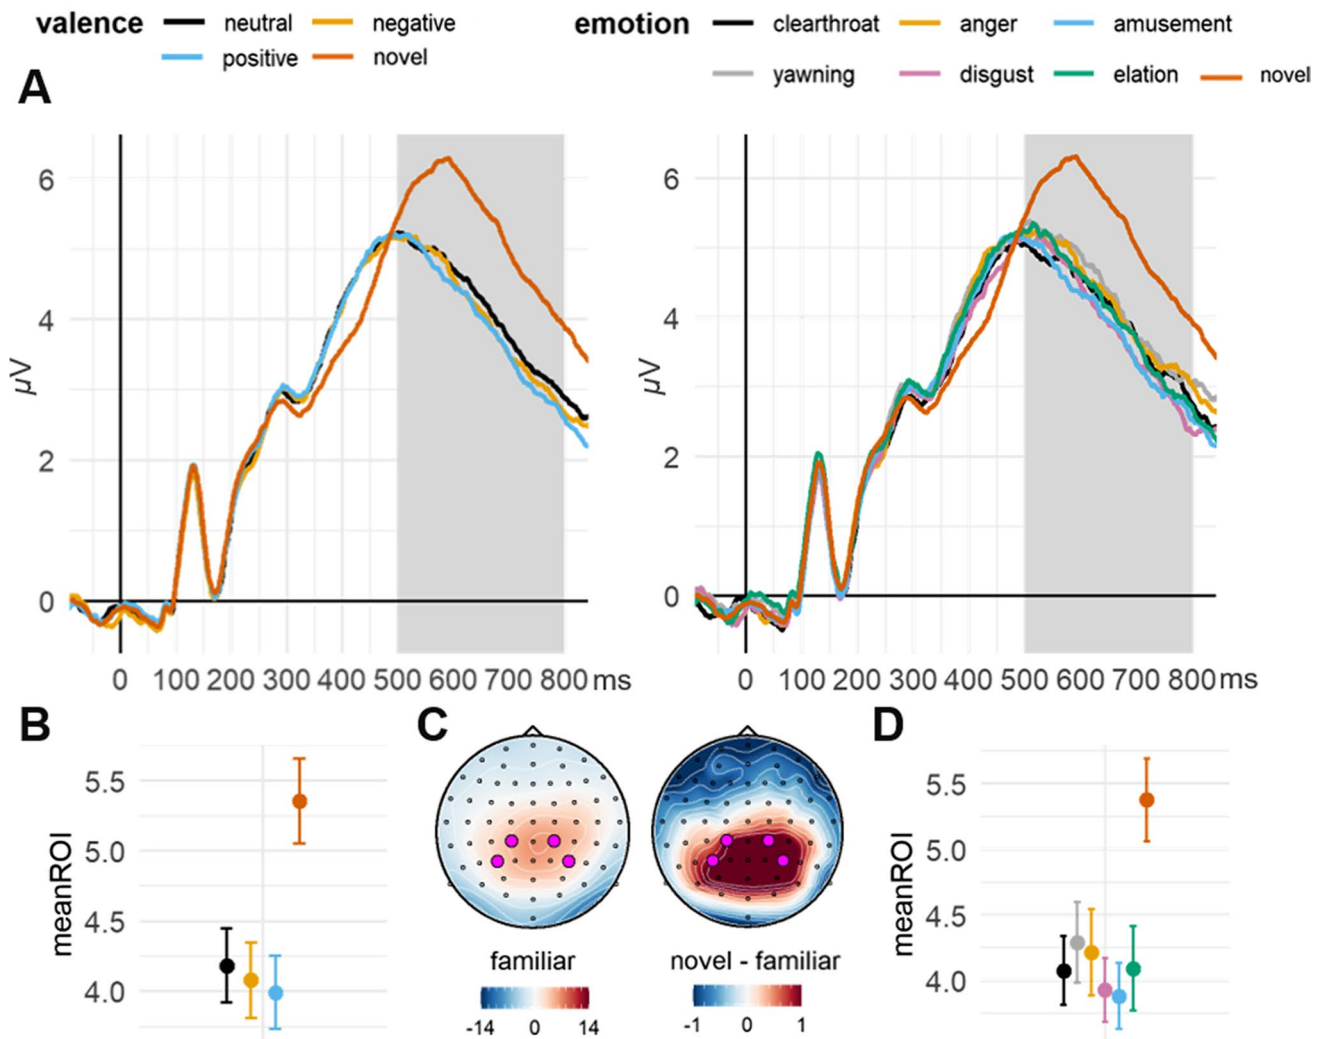 valence neutral negative
positive novel
emotion clearthroat anger amusement
yawning disgust elation novel
A
6
4
2
0
µV
0 100 200 300 400 500 600 700 800 ms
6
4
2
0
µV
0 100 200 300 400 500 600 700 800 ms
B
5.5
5.0
4.5
4.0
meanROI
C
familiar
-14 0 14
novel - familiar
-1 0 1
D
5.5
5.0
4.5
4.0
meanROI